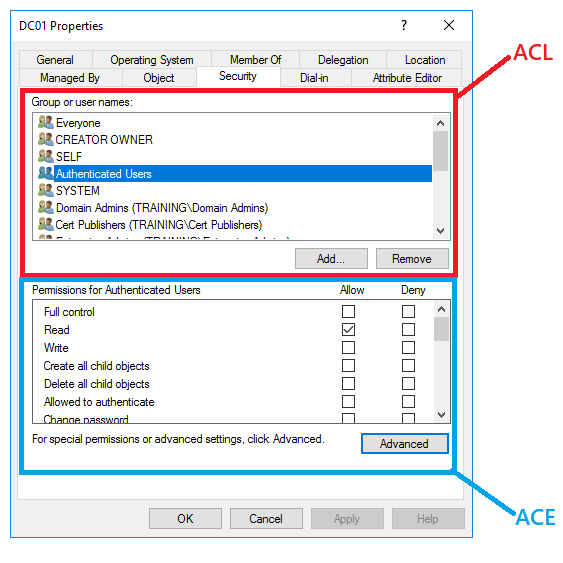 DC01 Properties
?
General Operating System Member Of Delegation Location
Managed By Object Security Dial-in Attribute Editor
ACL
Group or user names:
Everyone
CREATOR OWNER
SELF
Authenticated Users
SYSTEM
Domain Admins (TRAINING\Domain Admins)
Cert Publishers (TRAINING\Cert Publishers)
Add... Remove
Permissions for Authenticated Users Allow Deny
Full control
Read
Write
Create all child objects
Delete all child objects
Allowed to authenticate
Change password
For special permissions or advanced settings, click Advanced.
Advanced
ACE
OK Cancel Apply Help